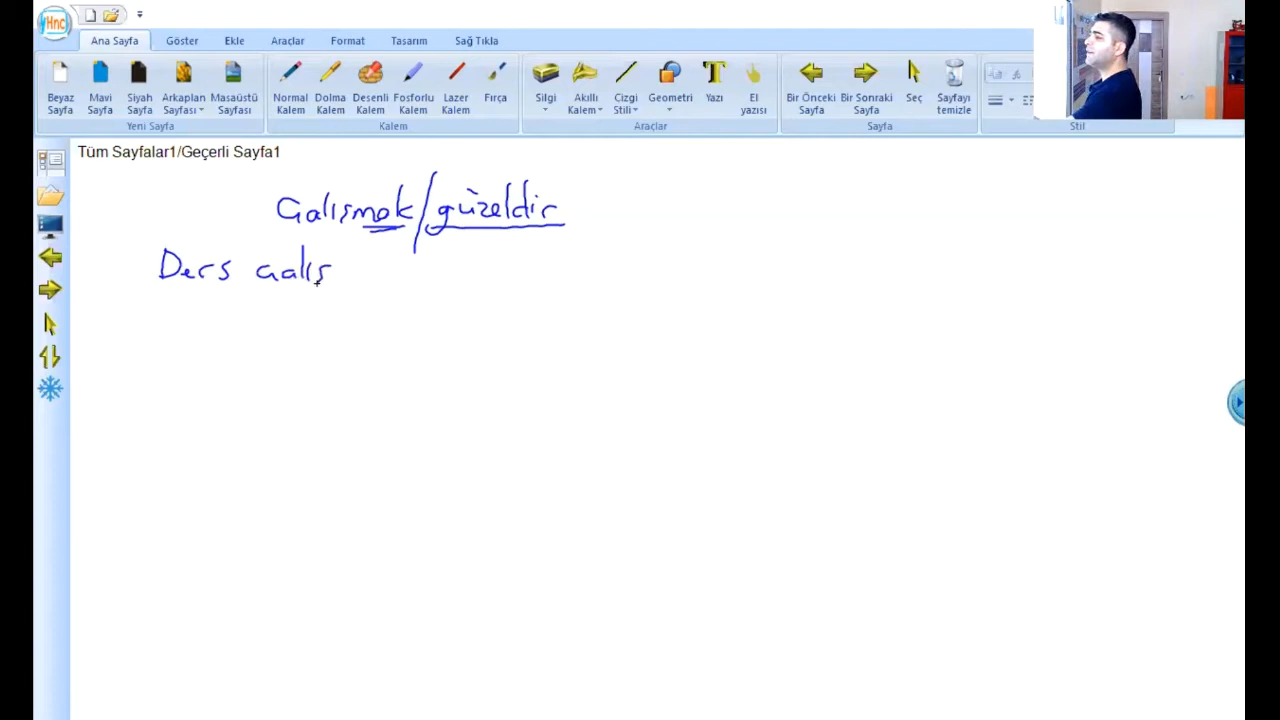 Hnc
Ana Sayfa Göster Ekle Araçlar Format Tasarım Sağ Tıkla
Beyaz Sayfa Mavi Sayfa Siyah Sayfa Arkaplan Sayfası Masaüstü Sayfası
Yeni Sayfa
Normal Kalem Dolma Kalem Desenli Kalem Fosforlu Kalem Lazer Kalem Fırça
Kalem
Silgi Akıllı Kalem Çizgi Stili Geometri Yazı El yazısı
Araçlar
Bir Önceki Sayfa Bir Sonraki Sayfa Seç Sayfayı temizle
Sayfa
Stil
Tüm Sayfalar1/Geçerli Sayfa1
Çalışmak/güzeldir
Ders çalış